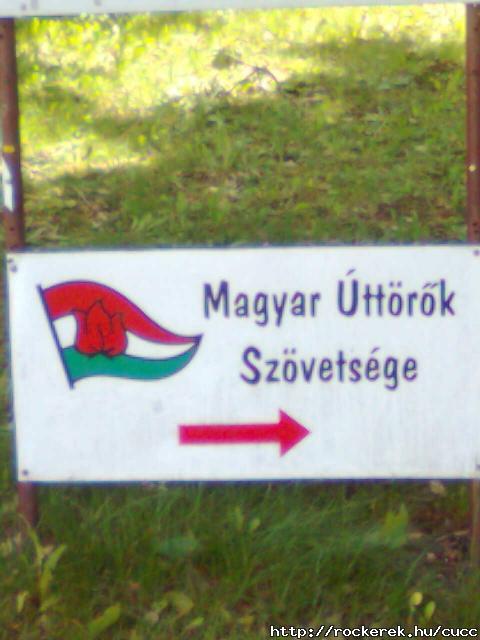 Magyar Úttörők
Szövetsége
http://rockerek.hu/cucc